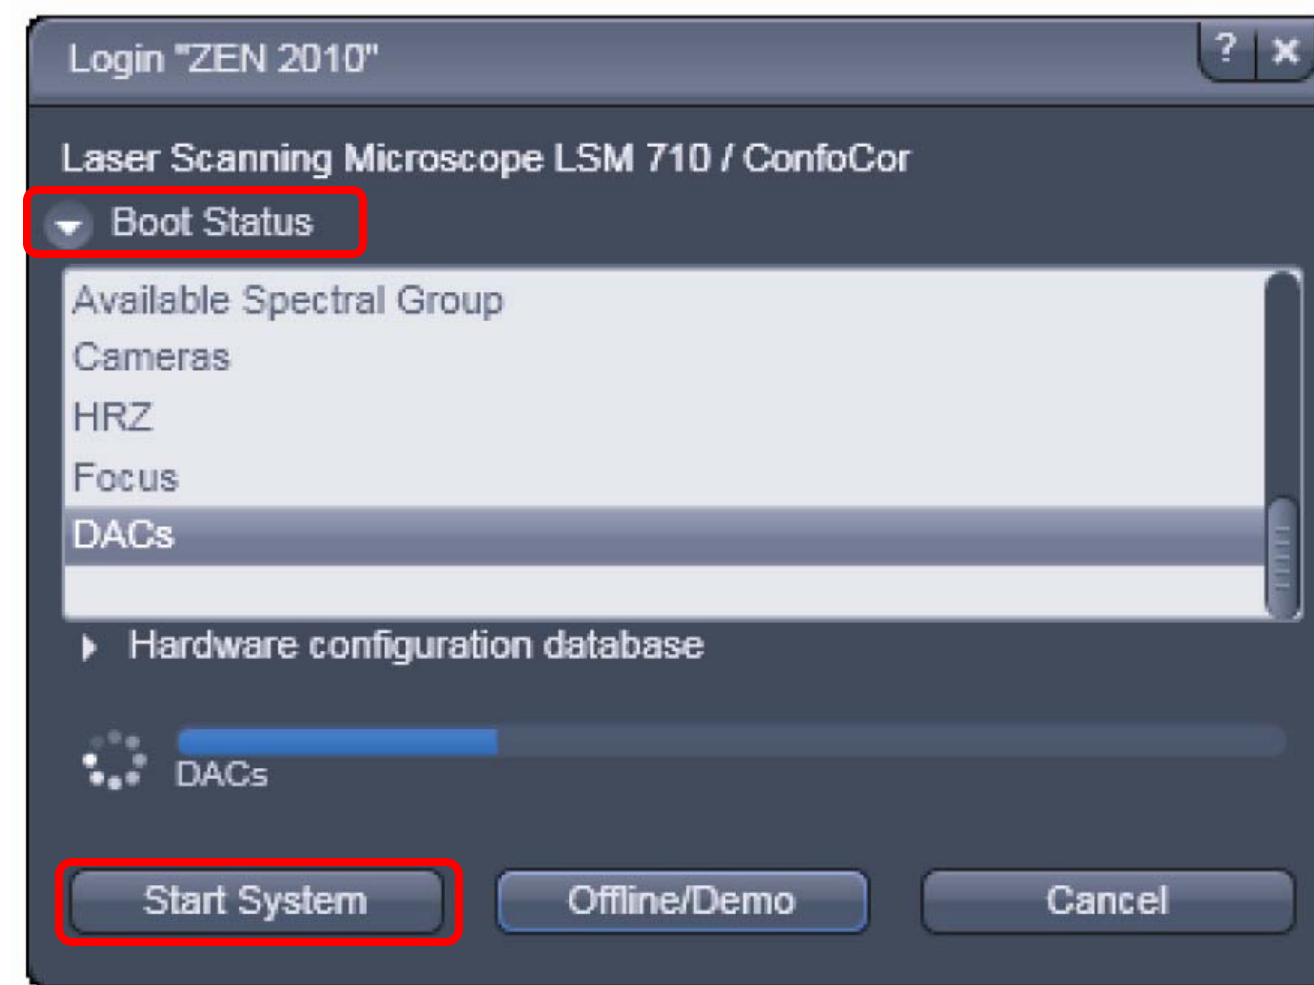 Login "ZEN 2010"
? ×
Laser Scanning Microscope LSM 710 / ConfoCor
Boot Status
Available Spectral Group
Cameras
HRZ
Focus
DACs
Hardware configuration database
DACs
Start System Offline/Demo Cancel